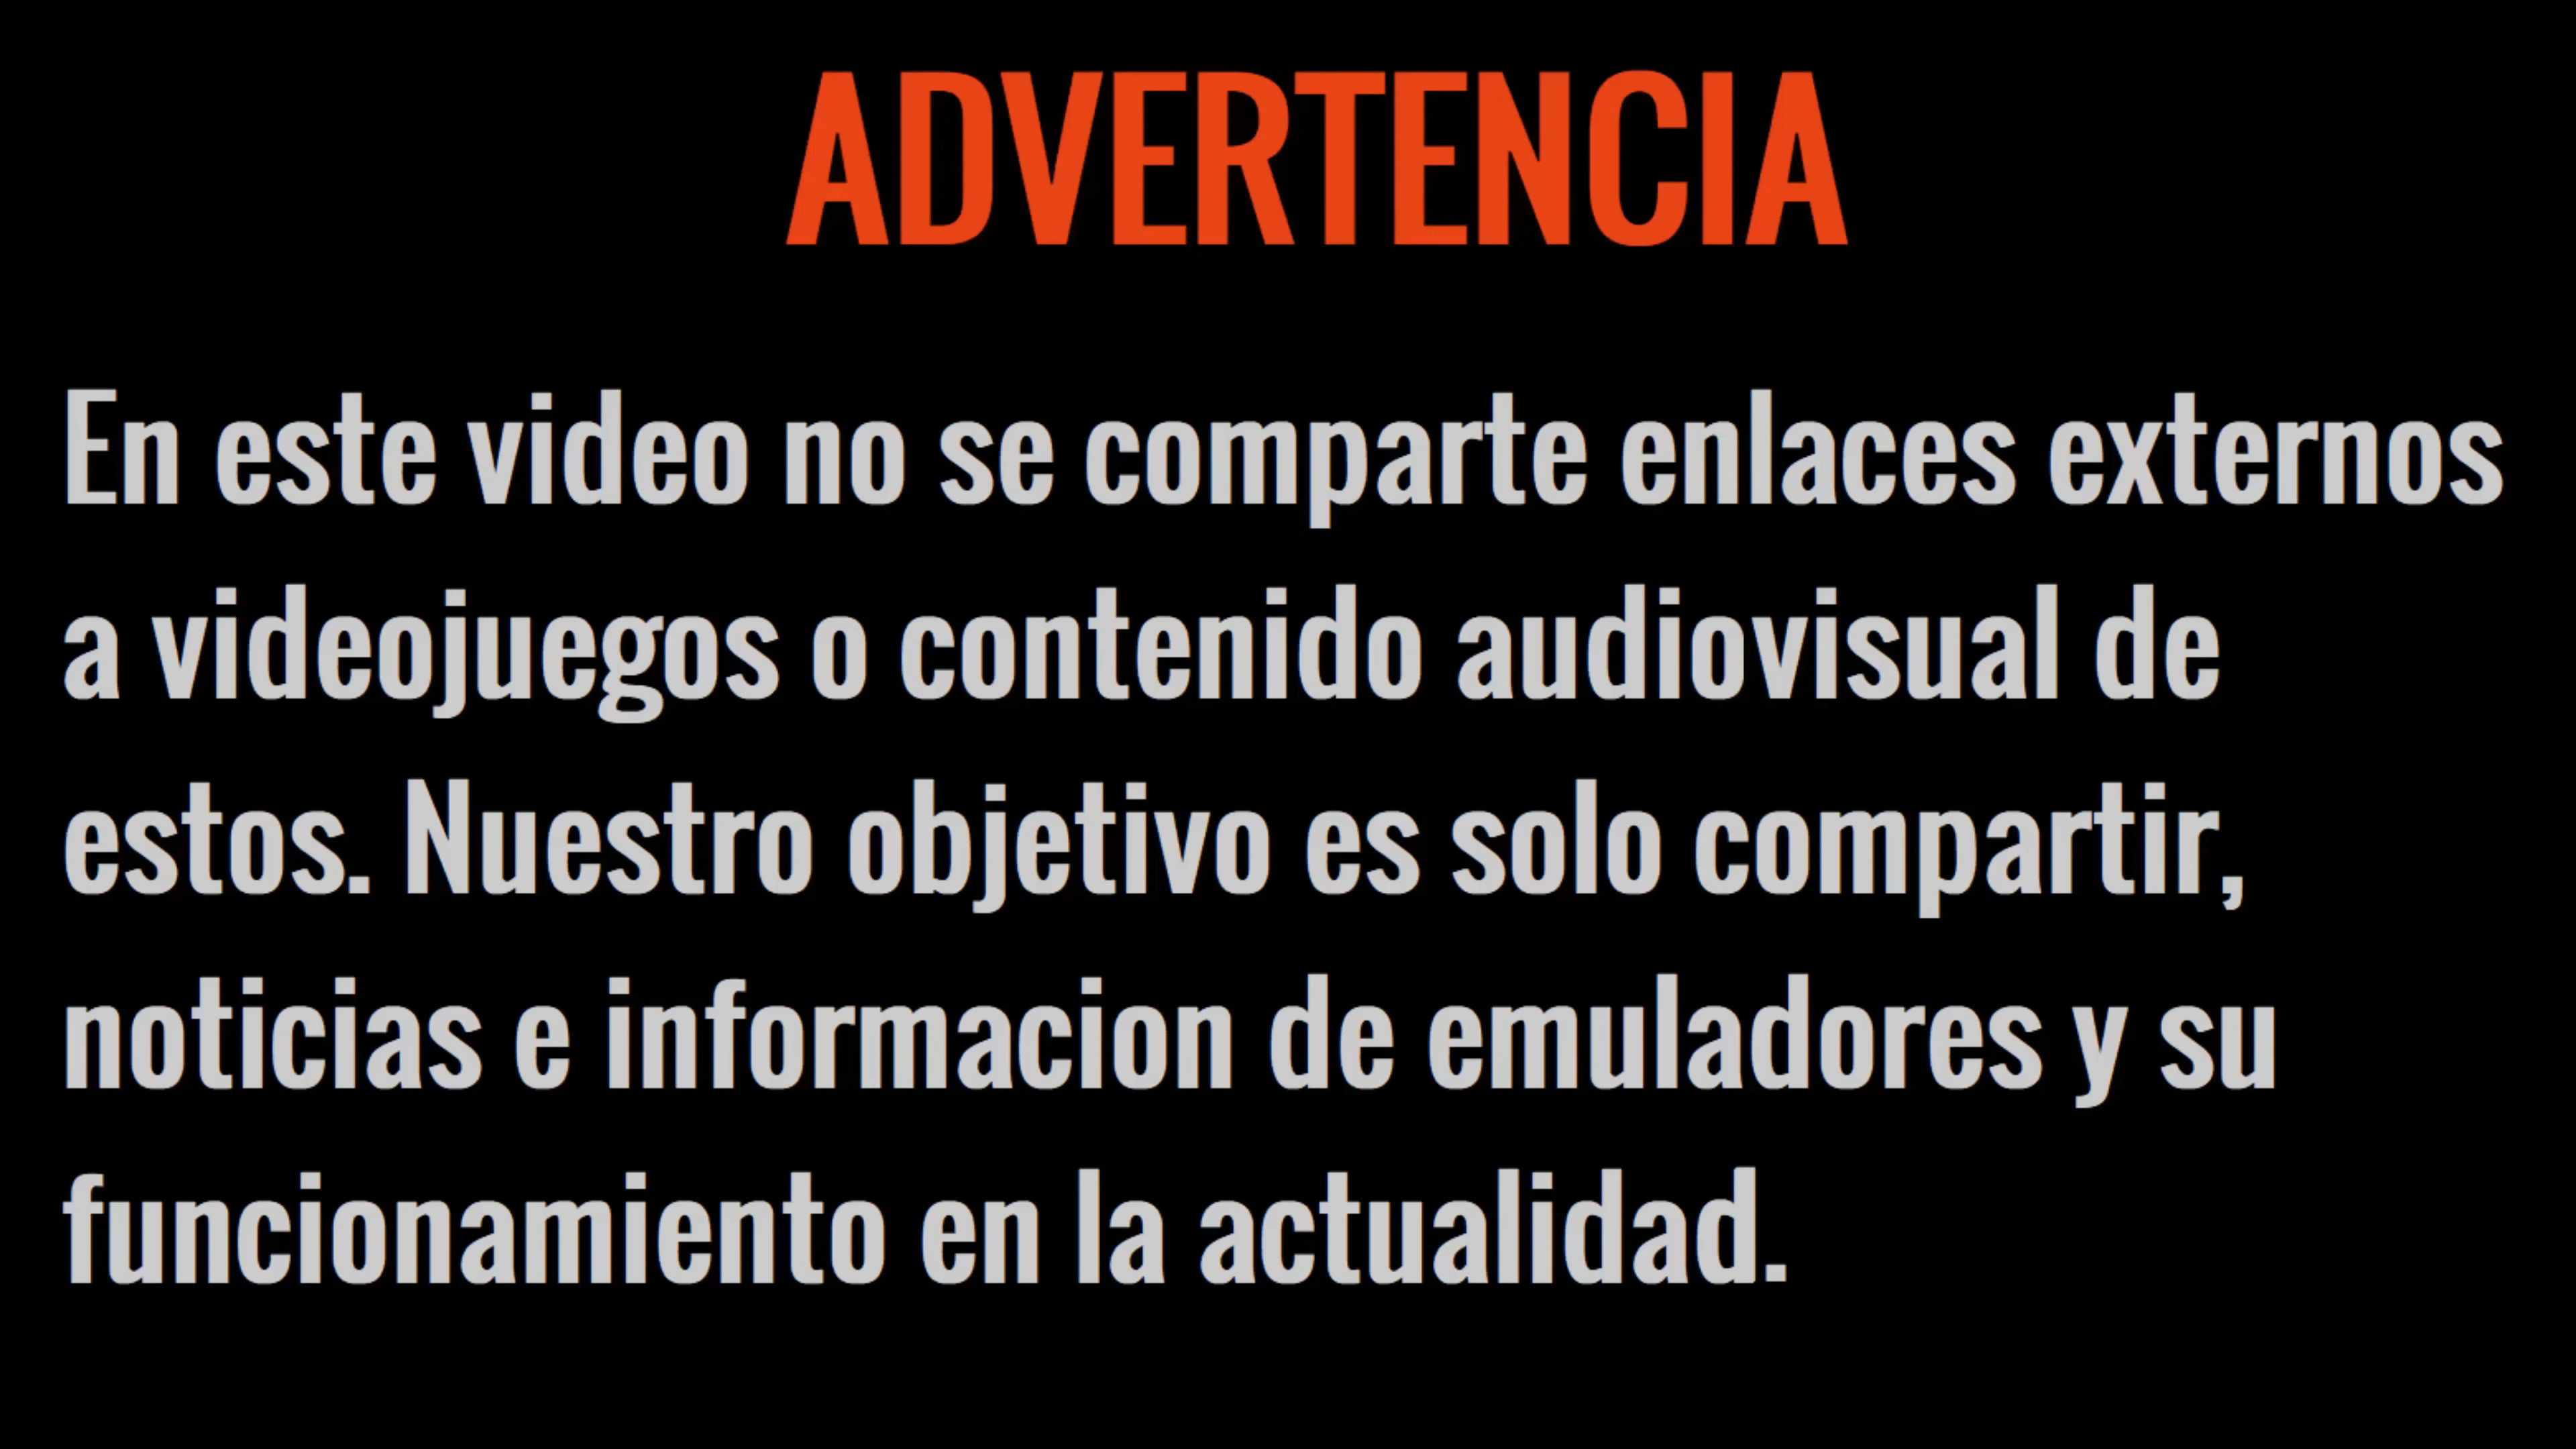 ADVERTENCIA
En este video no se comparte enlaces externos
a videojuegos o contenido audiovisual de
estos. Nuestro objetivo es solo compartir,
noticias e informacion de emuladores y su
funcionamiento en la actualidad.